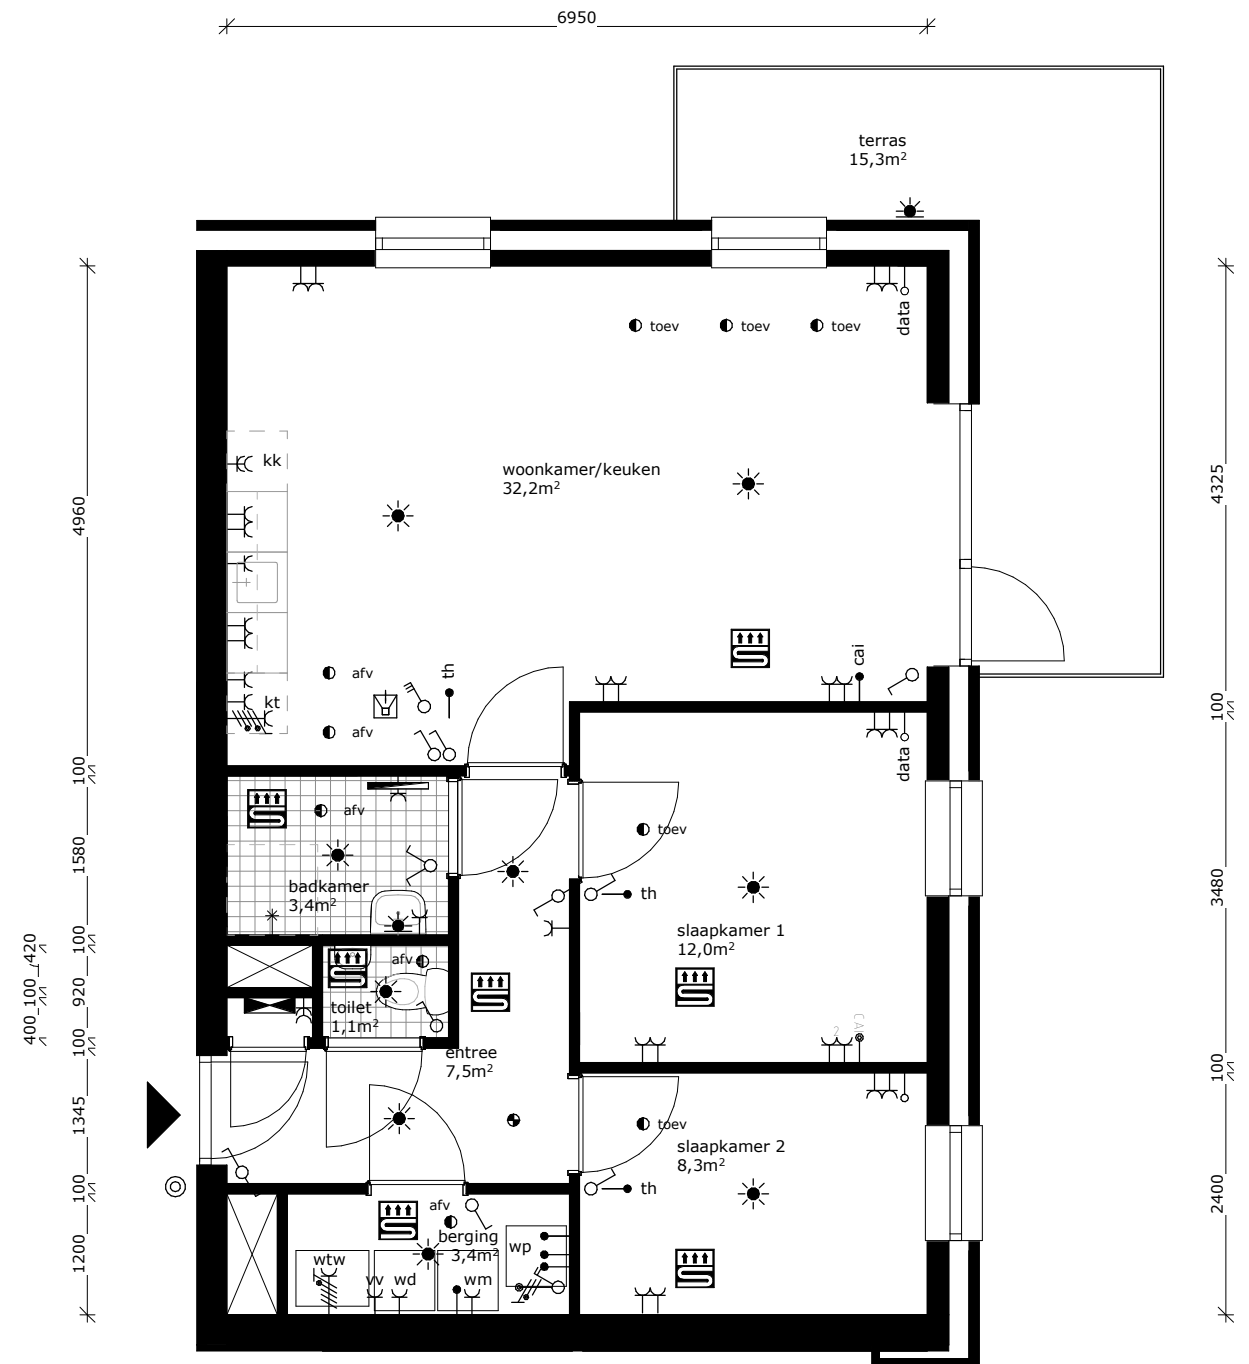 6950
terras
15,3m²
data
toev
toev
toev
4325
4960
kk
woonkamer/keuken
32,2m²
cai
th
afv
kt
afv
100
100
data
toev
afv
1580
badkamer
3,4m²
th
3480
slaapkamer 1
12,0m²
100
420
afv
920
100
400
toilet
1,1m²
CAI
2
100
entree
7,5m²
100
1345
toev
slaapkamer 2
8,3m²
th
100
2400
afv
berging
3,4m²
wp
1200
wtw
vv
wd
wm